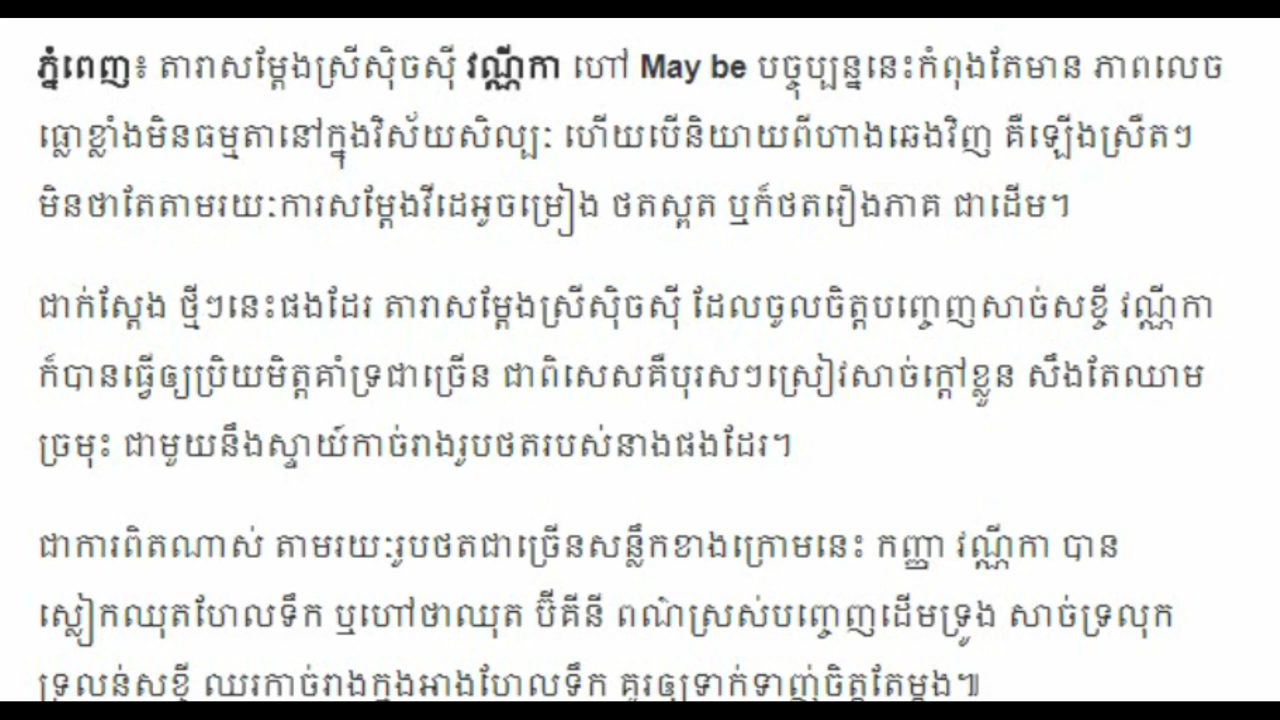 ភ្នំពេញ៖ តារាសម្ដែងស្រីស៊ិចស៊ី វណ្ណីកា ហៅ May be បច្ចុប្បន្ននេះកំពុងតែមាន ភាពលេច
ធ្លោខ្លាំងមិនធម្មតានៅក្នុងវិស័យសិល្បៈ ហើយបើនិយាយពីហាងឆេងវិញ គឺឡើងស្រឺតៗ
មិនថាតែតាមរយៈការសម្ដែងវីដេអូចម្រៀង ថតស្ពត ឬក៏ថតរឿងភាគ ជាដើម។
ជាក់ស្ដែង ថ្មីៗនេះផងដែរ តារាសម្ដែងស្រីស៊ិចស៊ី ដែលចូលចិត្តបញ្ចេញសាច់សខ្ចី វណ្ណីកា
ក៏បានធ្វើឲ្យប្រិយមិត្តគាំទ្រជាច្រើន ជាពិសេសគឺបុរសៗស្រៀវសាច់ក្ដៅខ្លួន សឹងតែឈាម
ច្រមុះ ជាមួយនឹងស្ទាយ៍កាច់រាងរូបថតរបស់នាងផងដែរ។
ជាការពិតណាស់ តាមរយៈរូបថតជាច្រើនសន្លឹកខាងក្រោមនេះ កញ្ញា វណ្ណីកា បាន
ស្លៀកឈុតហែលទឹក ឬហៅថាឈុត ប៊ីគីនី ពណ៌ស្រស់បញ្ចេញដើមទ្រូង សាច់ទ្រលុក
ទ្រលន់សខ្ចី ឈរកាច់រាងក្នុងអាងហែលទឹក គួរឲ្យទាក់ទាញចិត្តតែម្ដង៕